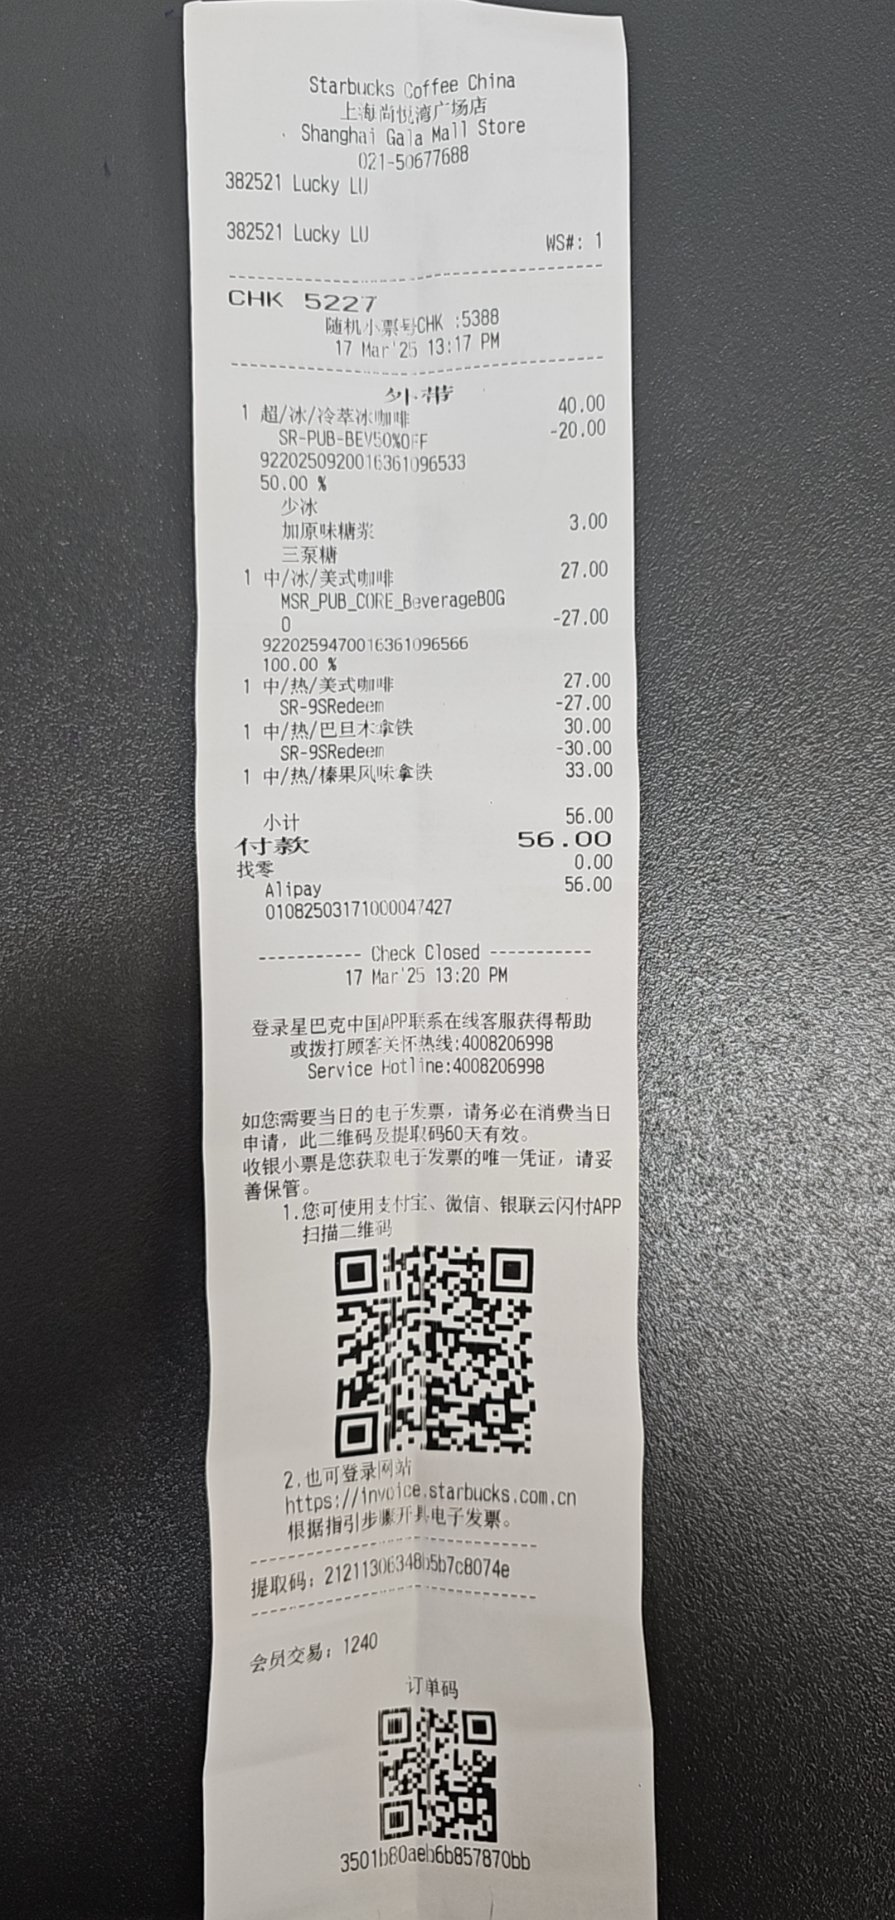 Starbucks Coffee China
上海尚悦湾广场店
Shanghai Gala Mall Store
021-50677688
382521 Lucky LU
382521 Lucky LU
WS#: 1
CHK 5227
随机小票号CHK :5388
17 Mar'25 13:17 PM
外带
1 超/冰/冷萃冰咖啡 40.00
SR-PUB-BEV50%OFF -20.00
9220250920016361096533
50.00 %
少冰
加原味糖浆 3.00
三泵糖
1 中/冰/美式咖啡 27.00
MSR_PUB_CORE_BeverageBOG
O -27.00
9220259470016361096566
100.00 %
1 中/热/美式咖啡 27.00
SR-9SRedeem -27.00
1 中/热/巴旦木拿铁 30.00
SR-9SRedeem -30.00
1 中/热/榛果风味拿铁 33.00
小计 56.00
付款 56.00
找零 0.00
Alipay 56.00
01082503171000047427
----------- Check Closed -----------
17 Mar'25 13:20 PM
登录星巴克中国APP联系在线客服获得帮助
或拨打顾客关怀热线:4008206998
Service Hotline:4008206998
如您需要当日的电子发票，请务必在消费当日
申请，此二维码及提取码60天有效。
收银小票是您获取电子发票的唯一凭证，请妥
善保管。
1.您可使用支付宝、微信、银联云闪付APP
扫描二维码
2.也可登录网站
https://invoice.starbucks.com.cn
根据指引步骤开具电子发票。
提取码：21211306348b5b7c8074e
会员交易：1240
订单码
3501b80aeb6b857870bb